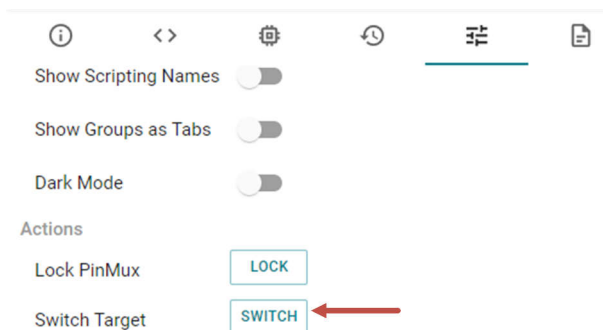 Show Scripting Names
Show Groups as Tabs
Dark Mode
Actions
Lock PinMux LOCK
Switch Target SWITCH